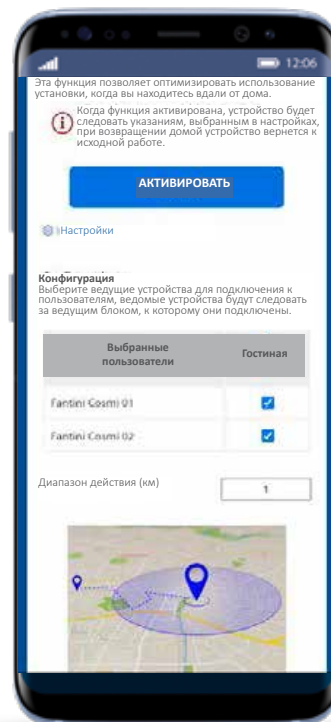 12:06
Эта функция позволяет оптимизировать использование
установки, когда вы находитесь вдали от дома.
Когда функция активирована, устройство будет
следовать указаниям, выбранным в настройках,
при возвращении домой устройство вернется к
исходной работе.
АКТИВИРОВАТЬ
Настройки
Конфигурация
Выберите ведущие устройства для подключения к
пользователям, ведомые устройства будут следовать
за ведущим блоком, к которому они подключены.
Выбранные
пользователи
Гостиная
Fantini Cosmi 01
Fantini Cosmi 02
Диапазон действия (км)
1